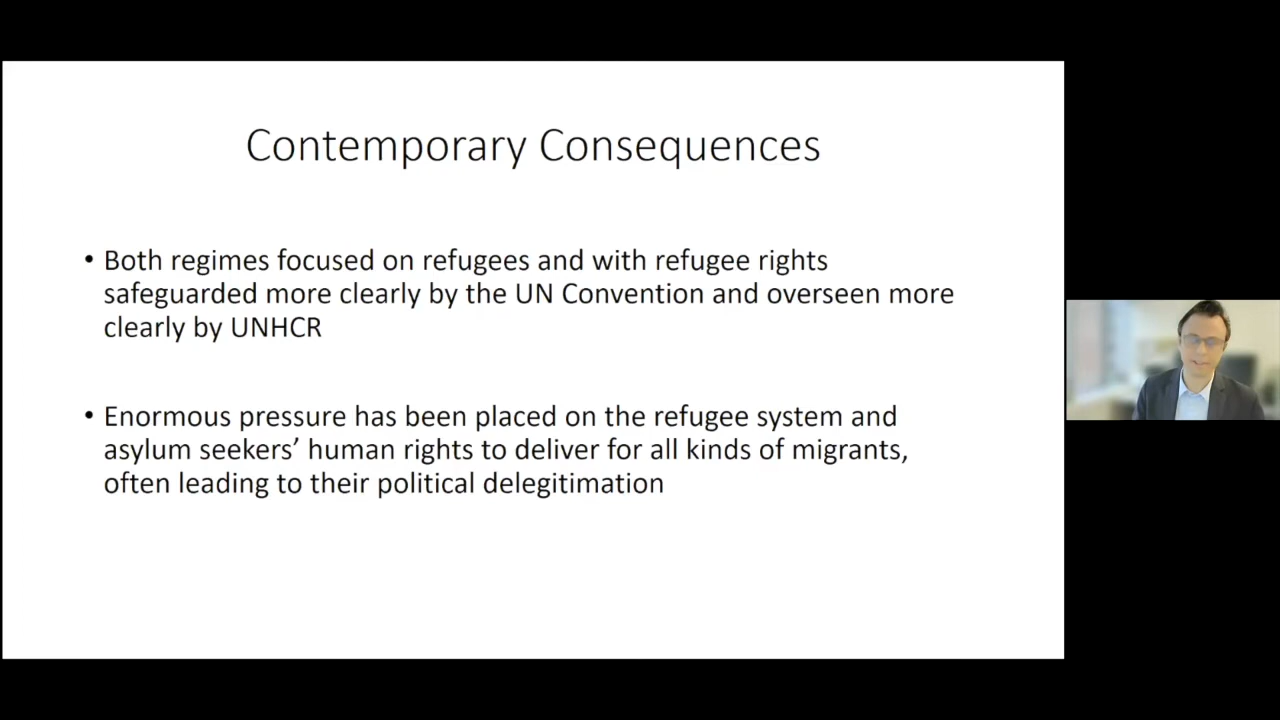 Contemporary Consequences
• Both regimes focused on refugees and with refugee rights
safeguarded more clearly by the UN Convention and overseen more
clearly by UNHCR
• Enormous pressure has been placed on the refugee system and
asylum seekers’ human rights to deliver for all kinds of migrants,
often leading to their political delegitimation